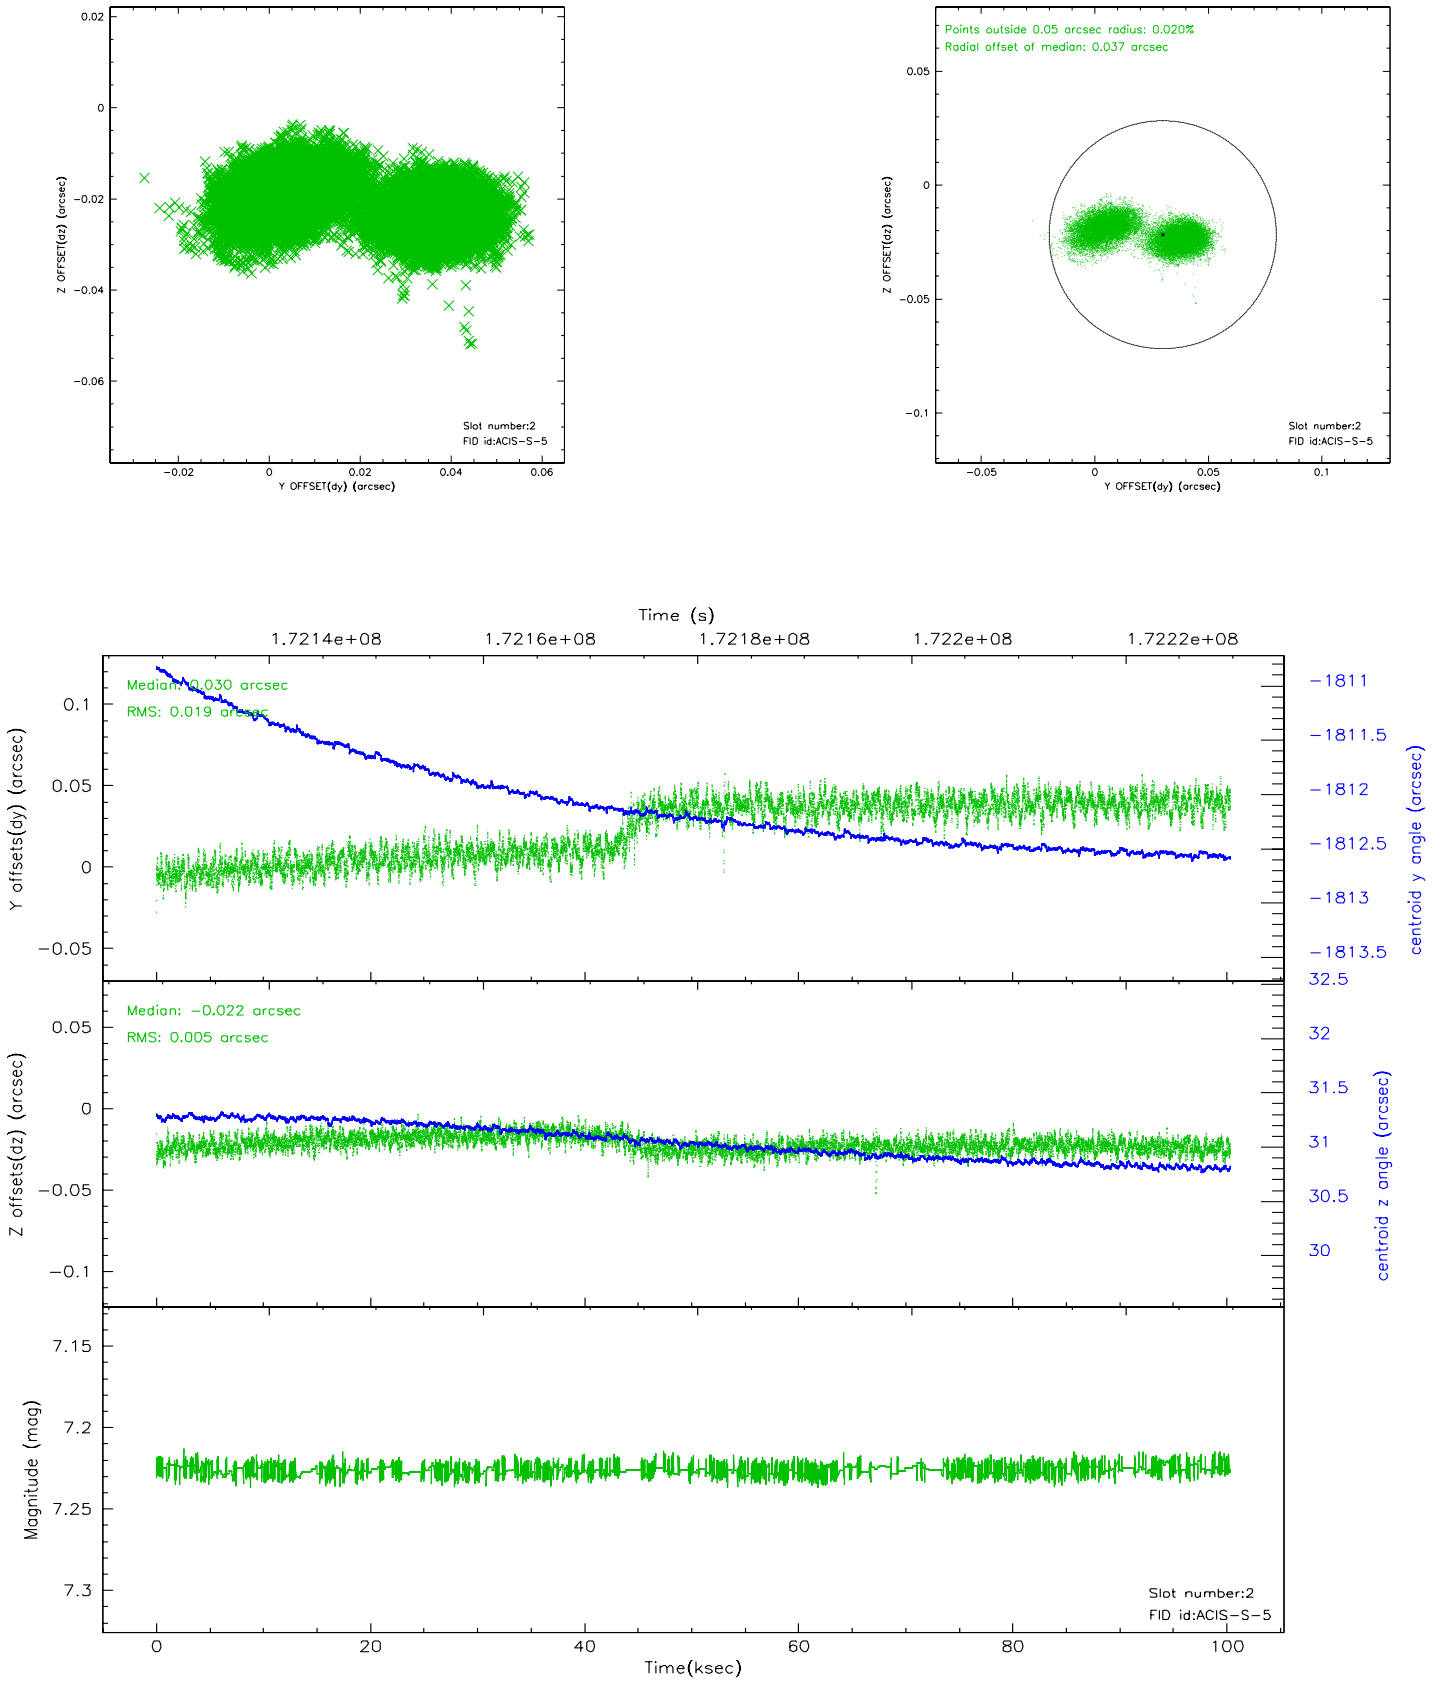 0.02
0
−0.02
−0.04
−0.06
Z OFFSET(dz) (arcsec)
−0.02
0
0.02
0.04
0.06
Y OFFSET(dy) (arcsec)
Slot number:2
FID id:ACIS−S−5
Points outside 0.05 arcsec radius: 0.020%
Radial offset of median: 0.037 arcsec
0.05
0
−0.05
−0.1
Z OFFSET(dz) (arcsec)
−0.05
0
0.05
0.1
Y OFFSET(dy) (arcsec)
Slot number:2
FID id:ACIS−S−5
Time (s)
1.7214e+08
1.7216e+08
1.7218e+08
1.722e+08
1.7222e+08
Median: 0.030 arcsec
RMS: 0.019 arcsec
0.1
0.05
0
−0.05
Y offsets(dy) (arcsec)
−1811
−1811.5
−1812
−1812.5
−1813
−1813.5
centroid y angle (arcsec)
Median: −0.022 arcsec
RMS: 0.005 arcsec
0.05
0
−0.05
−0.1
Z offsets(dz) (arcsec)
32.5
32
31.5
31
30.5
30
centroid z angle (arcsec)
7.15
7.2
7.25
7.3
Magnitude (mag)
Slot number:2
FID id:ACIS−S−5
0
20
40
60
80
100
Time(ksec)